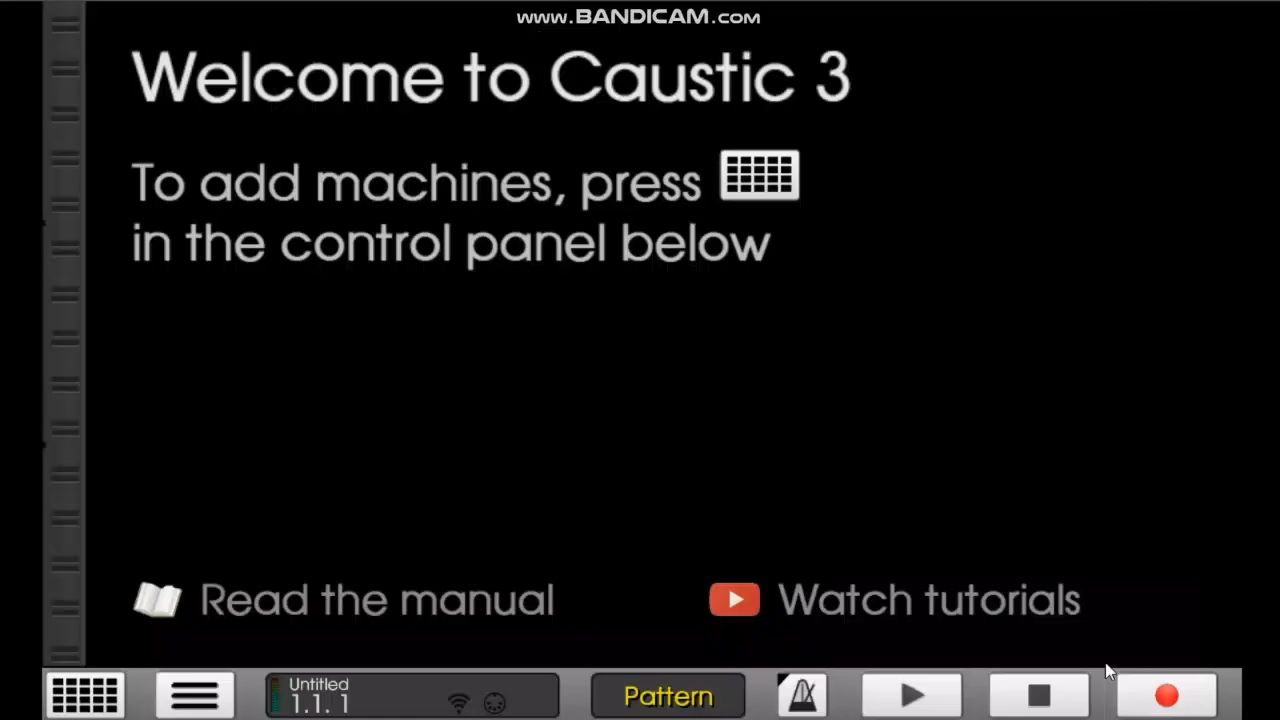 www.BANDICAM.com
Welcome to Caustic 3
To add machines, press
in the control panel below
Read the manual
Watch tutorials
Untitled
1.1. 1
Pattern